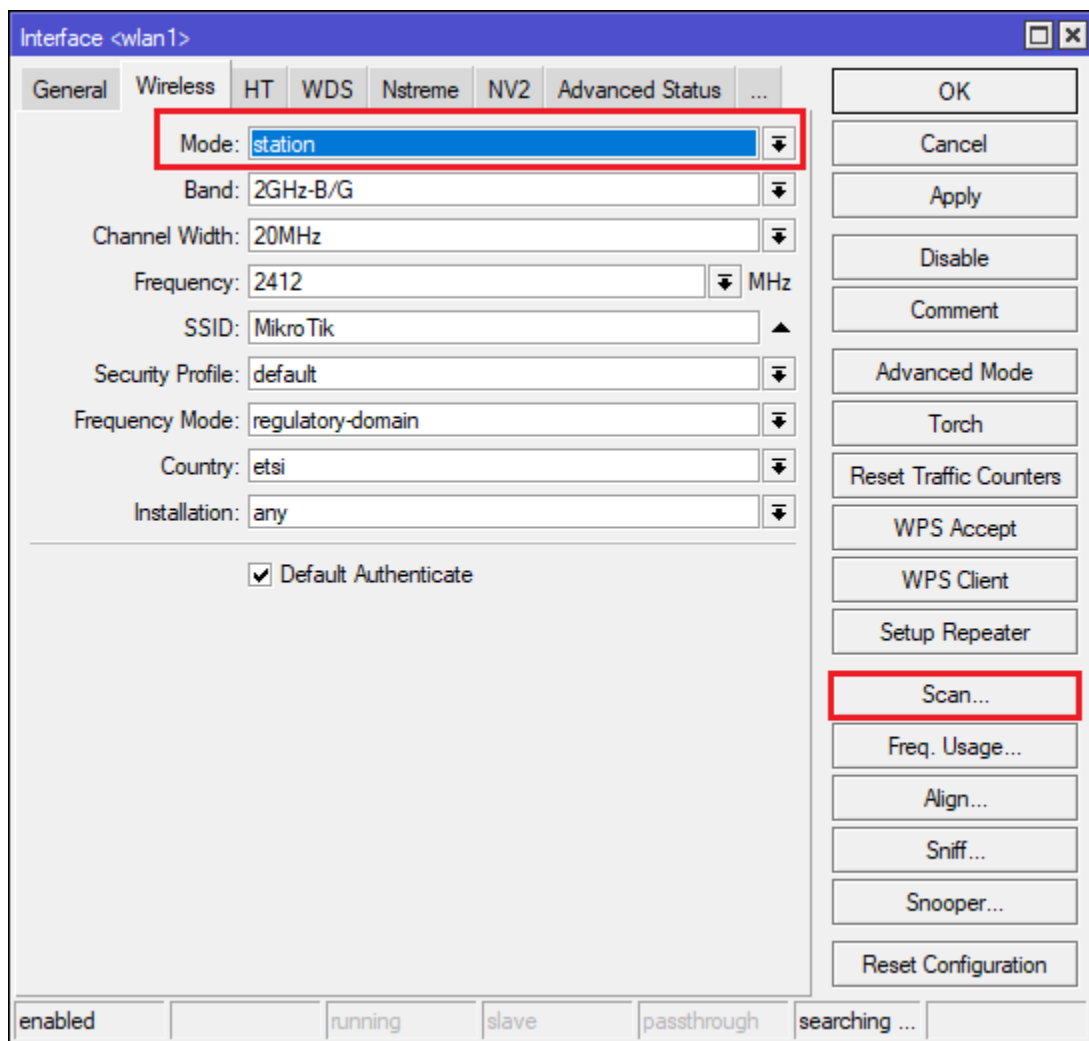 Interface <wlan1>
General Wireless HT WDS Nstreme NV2 Advanced Status ...
Mode: station
Band: 2GHz-B/G
Channel Width: 20MHz
Frequency: 2412 MHz
SSID: MikroTik
Security Profile: default
Frequency Mode: regulatory-domain
Country: etsi
Installation: any
Default Authenticate
OK
Cancel
Apply
Disable
Comment
Advanced Mode
Torch
Reset Traffic Counters
WPS Accept
WPS Client
Setup Repeater
Scan...
Freq. Usage...
Align...
Sniff...
Snooper...
Reset Configuration
enabled running slave passthrough searching ...